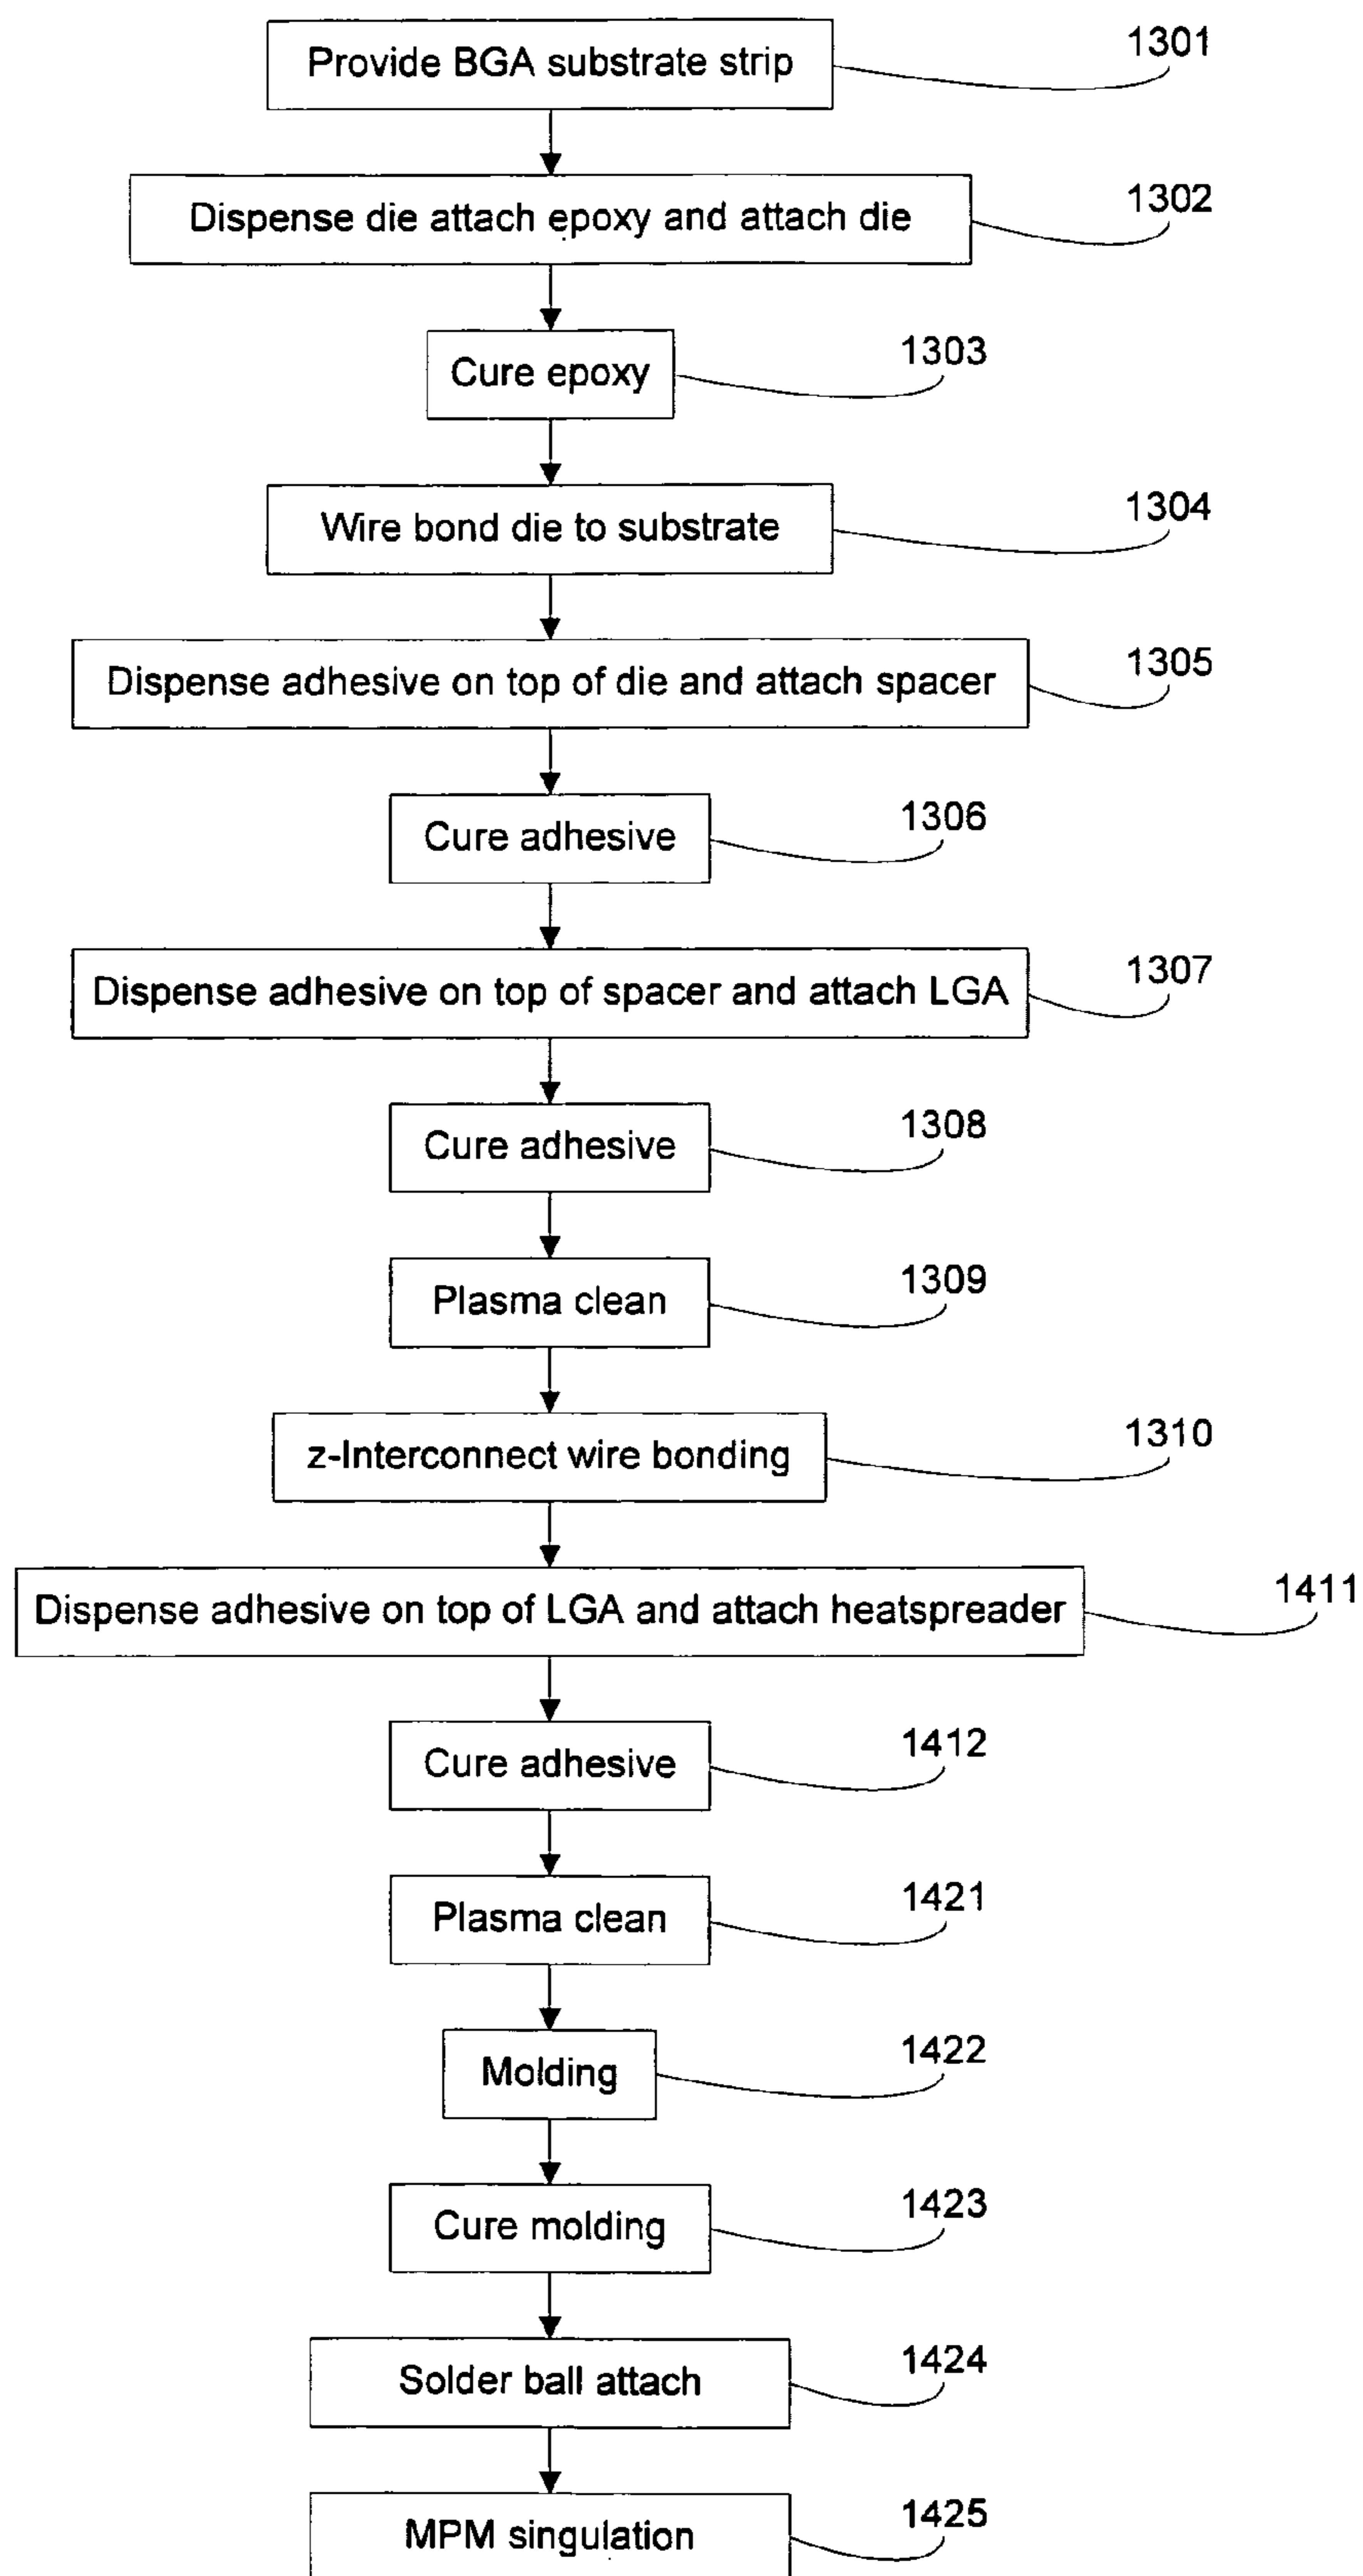 Provide BGA substrate strip
1301
Dispense die attach epoxy and attach die
1302
Cure epoxy
1303
Wire bond die to substrate
1304
Dispense adhesive on top of die and attach spacer
1305
Cure adhesive
1306
Dispense adhesive on top of spacer and attach LGA
1307
Cure adhesive
1308
Plasma clean
1309
z-Interconnect wire bonding
1310
Dispense adhesive on top of LGA and attach heatspreader
1411
Cure adhesive
1412
Plasma clean
1421
Molding
1422
Cure molding
1423
Solder ball attach
1424
MPM singulation
1425